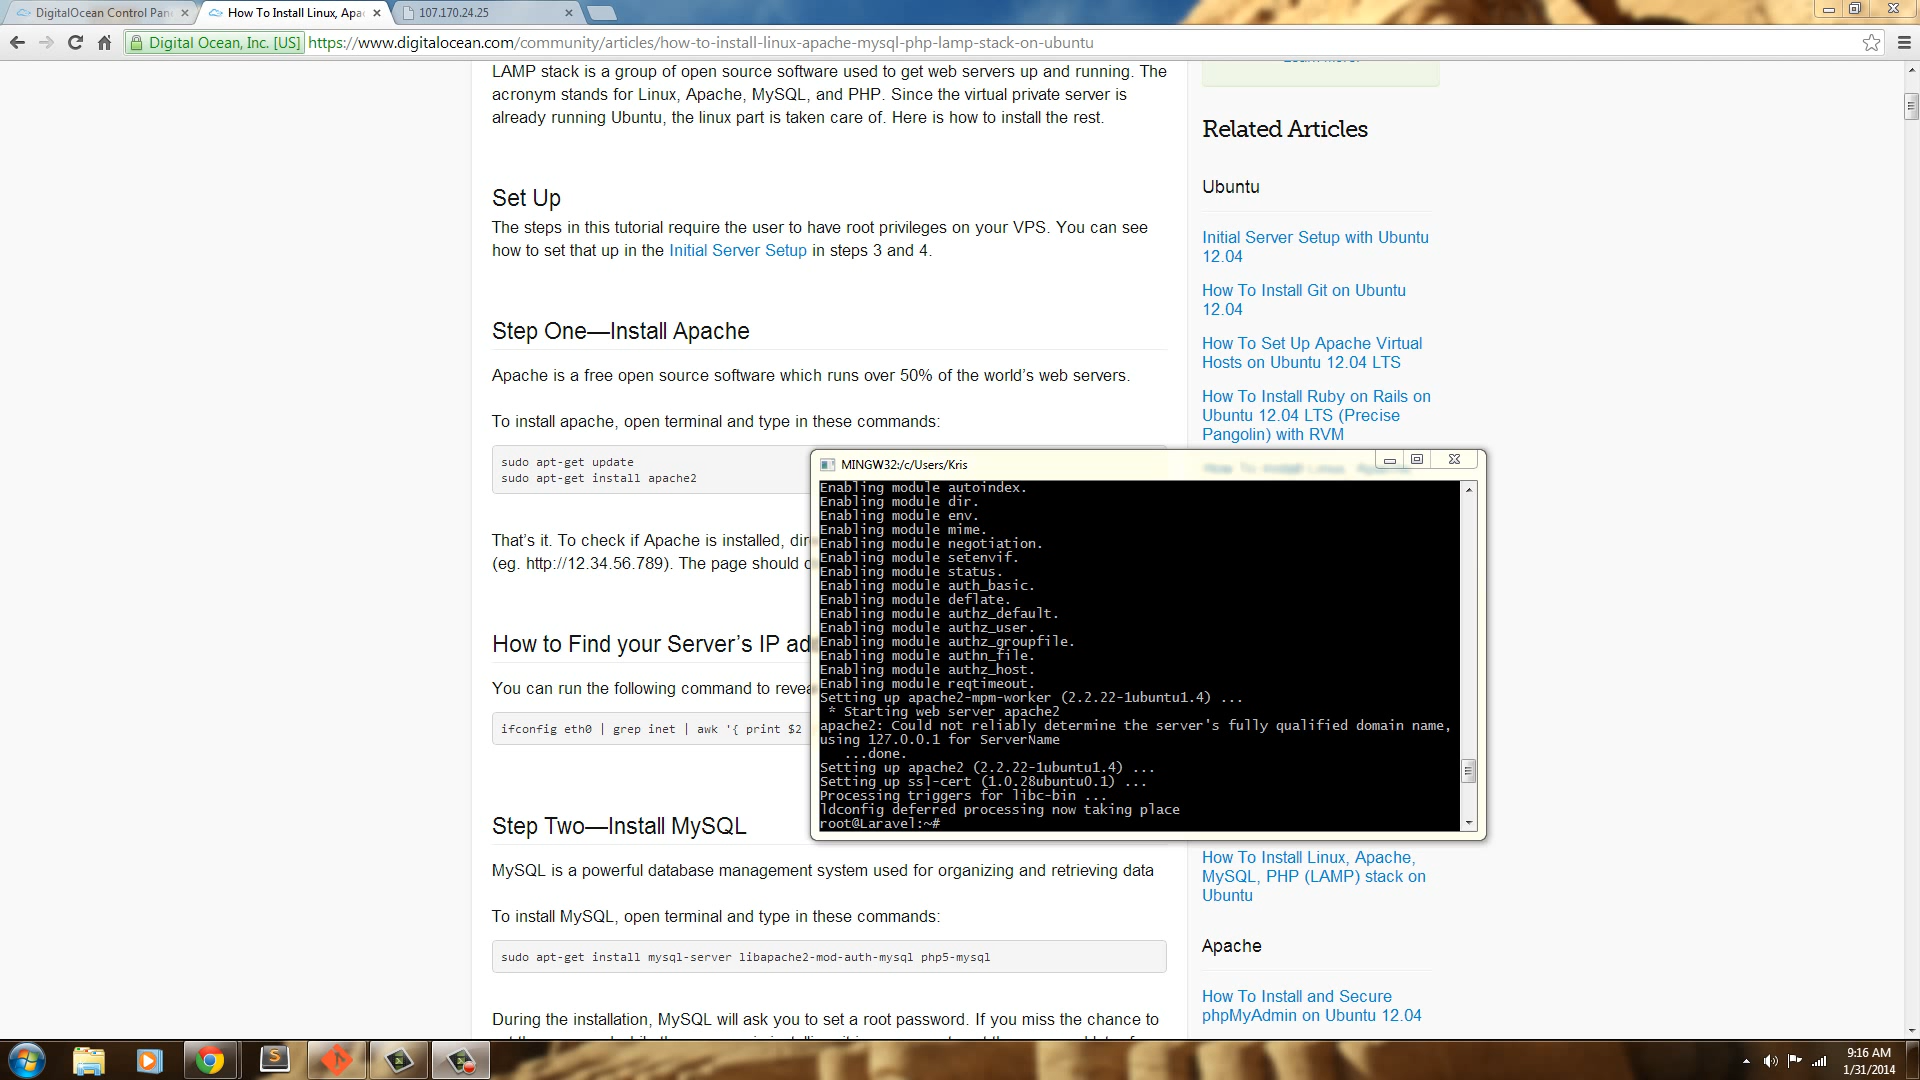 DigitalOcean Control Pan
How To Install Linux, Apa
107.170.24.25
Digital Ocean, Inc. [US]
https://www.digitalocean.com/community/articles/how-to-install-linux-apache-mysql-php-lamp-stack-on-ubuntu
LAMP stack is a group of open source software used to get web servers up and running. The
acronym stands for Linux, Apache, MySQL, and PHP. Since the virtual private server is
already running Ubuntu, the linux part is taken care of. Here is how to install the rest.
Set Up
The steps in this tutorial require the user to have root privileges on your VPS. You can see
how to set that up in the Initial Server Setup in steps 3 and 4.
Step One—Install Apache
Apache is a free open source software which runs over 50% of the world's web servers.
To install apache, open terminal and type in these commands:
sudo apt-get update
sudo apt-get install apache2
That's it. To check if Apache is installed, dir
(eg. http://12.34.56.789). The page should
How to Find your Server's IP ad
You can run the following command to revea
ifconfig eth0 | grep inet | awk '{ print $2
Step Two—Install MySQL
MySQL is a powerful database management system used for organizing and retrieving data
To install MySQL, open terminal and type in these commands:
sudo apt-get install mysql-server libapache2-mod-auth-mysql php5-mysql
During the installation, MySQL will ask you to set a root password. If you miss the chance to
Learn More!
Related Articles
Ubuntu
Initial Server Setup with Ubuntu
12.04
How To Install Git on Ubuntu
12.04
How To Set Up Apache Virtual
Hosts on Ubuntu 12.04 LTS
How To Install Ruby on Rails on
Ubuntu 12.04 LTS (Precise
Pangolin) with RVM
MINGW32:/c/Users/Kris
Enabling module autoindex.
Enabling module dir.
Enabling module env.
Enabling module mime.
Enabling module negotiation.
Enabling module setenvif.
Enabling module status.
Enabling module auth_basic.
Enabling module deflate.
Enabling module authz_default.
Enabling module authz_user.
Enabling module authz_groupfile.
Enabling module authn_file.
Enabling module authz_host.
Enabling module reqtimeout.
Setting up apache2-mpm-worker (2.2.22-1ubuntu1.4) ...
* Starting web server apache2
apache2: Could not reliably determine the server's fully qualified domain name,
using 127.0.0.1 for ServerName
...done.
Setting up apache2 (2.2.22-1ubuntu1.4) ...
Setting up ssl-cert (1.0.28ubuntu0.1) ...
Processing triggers for libc-bin ...
ldconfig deferred processing now taking place
root@Laravel:~#
How To Install Linux, Apache,
MySQL, PHP (LAMP) stack on
Ubuntu
Apache
How To Install and Secure
phpMyAdmin on Ubuntu 12.04
9:16 AM
1/31/2014